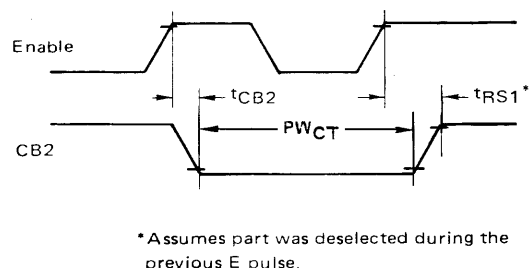 Enable
tCB2
tRS1*
PWCT
CB2
*Assumes part was deselected during the
previous E pulse.